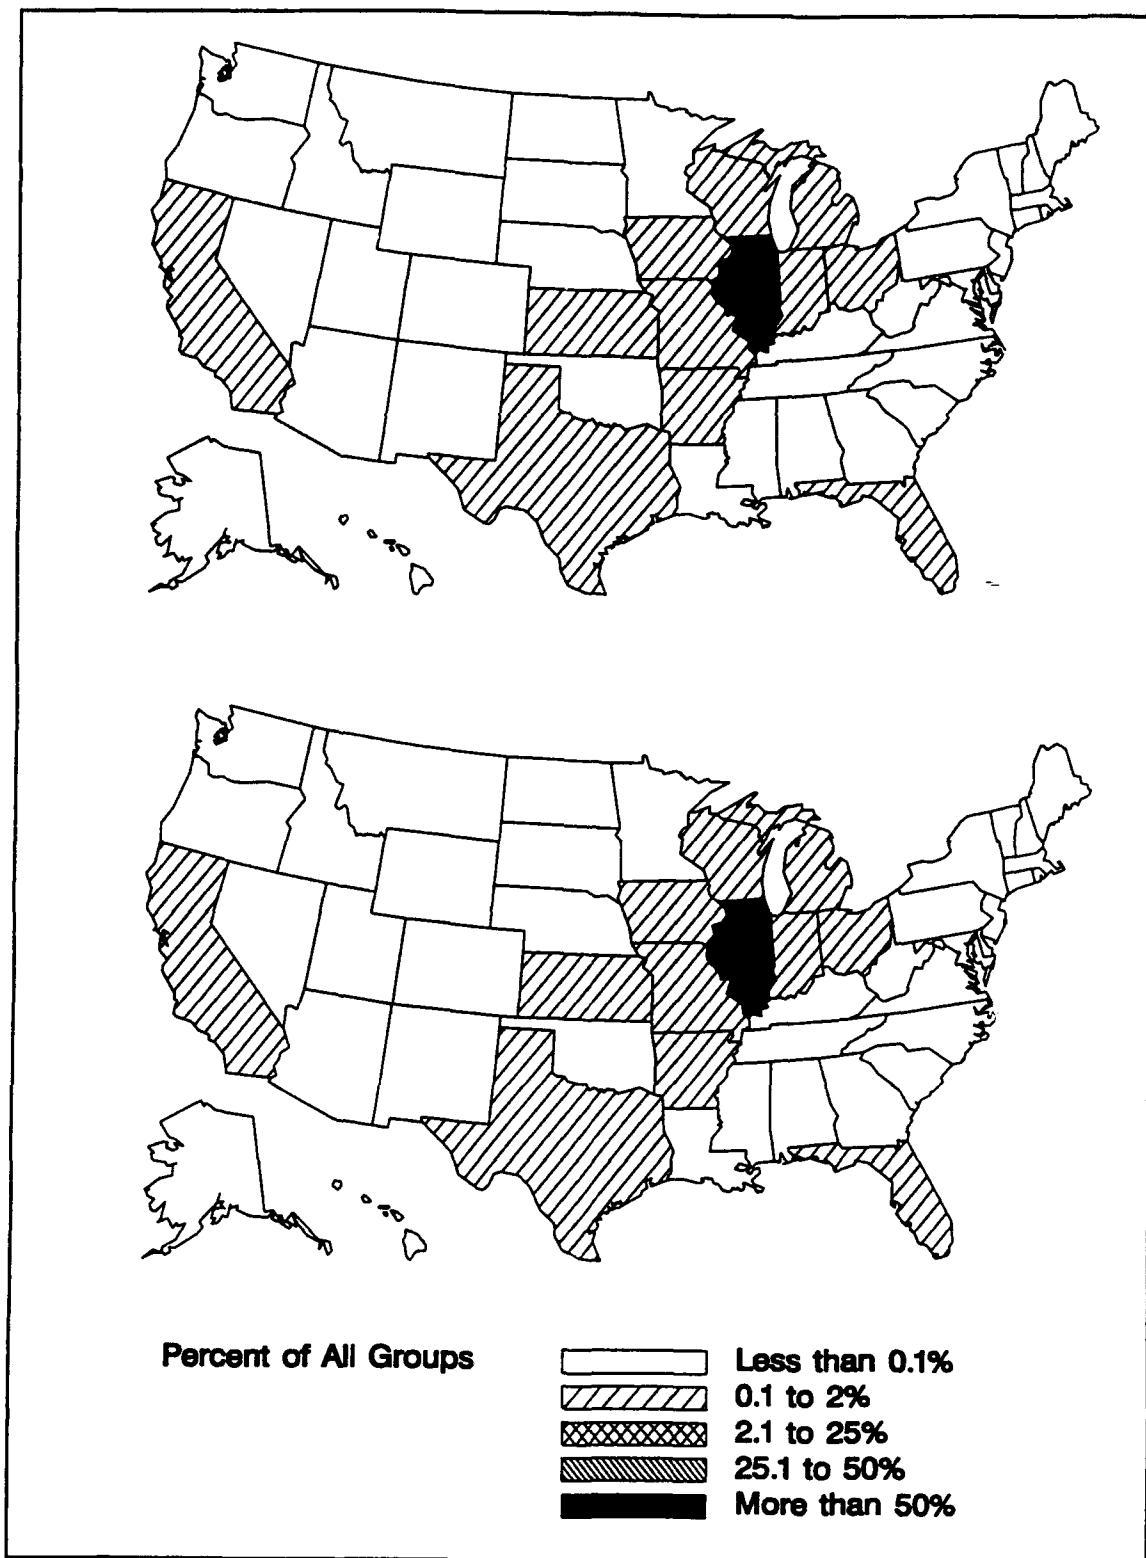 Percent of All Groups
Less than 0.1%
0.1 to 2%
2.1 to 25%
25.1 to 50%
More than 50%